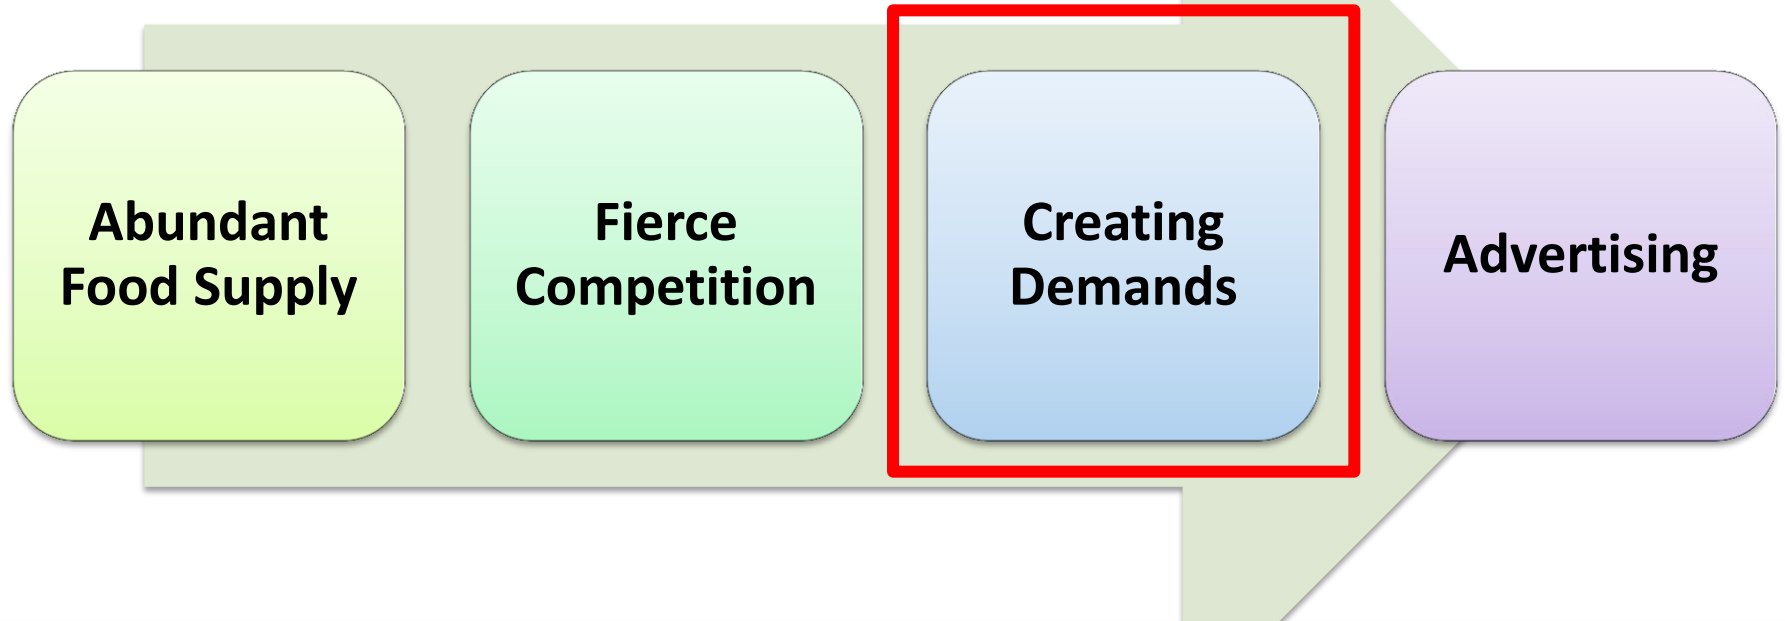 Abundant
Food Supply
Fierce
Competition
Creating
Demands
Advertising